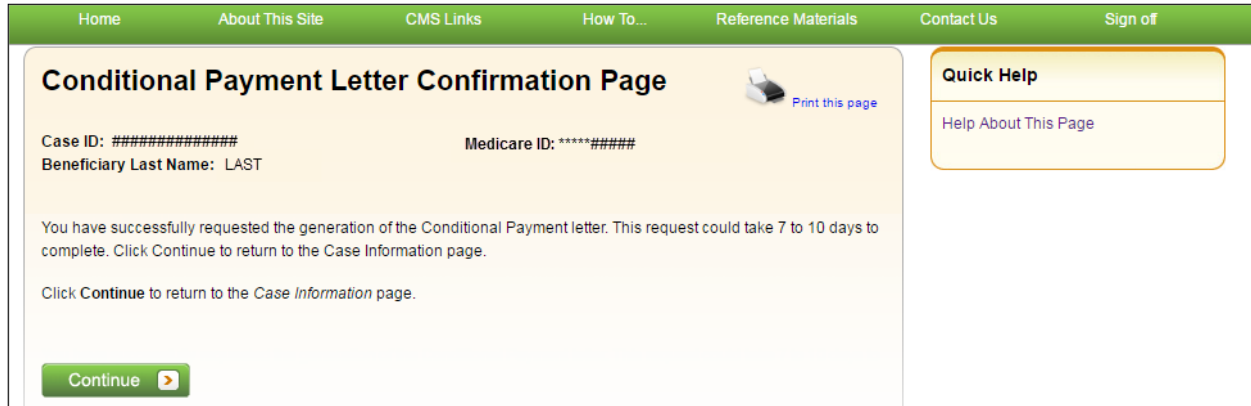 Home About This Site CMS Links How To... Reference Materials Contact Us Sign off
Conditional Payment Letter Confirmation Page
Print this page
Case ID: ##############
Medicare ID: *****#####
Beneficiary Last Name: LAST
You have successfully requested the generation of the Conditional Payment letter. This request could take 7 to 10 days to
complete. Click Continue to return to the Case Information page.
Click Continue to return to the Case Information page.
Continue
Quick Help
Help About This Page